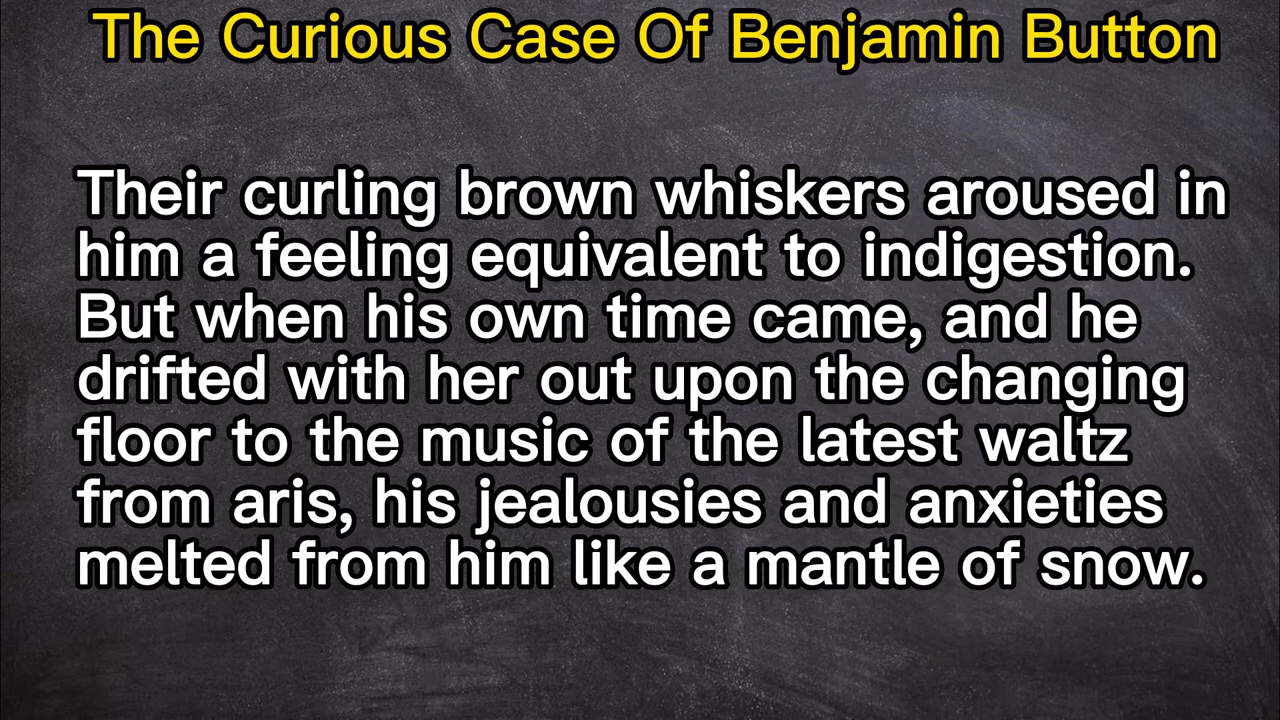 The Curious Case Of Benjamin Button
Their curling brown whiskers aroused in
him a feeling equivalent to indigestion.
But when his own time came, and he
drifted with her out upon the changing
floor to the music of the latest waltz
from aris, his jealousies and anxieties
melted from him like a mantle of snow.